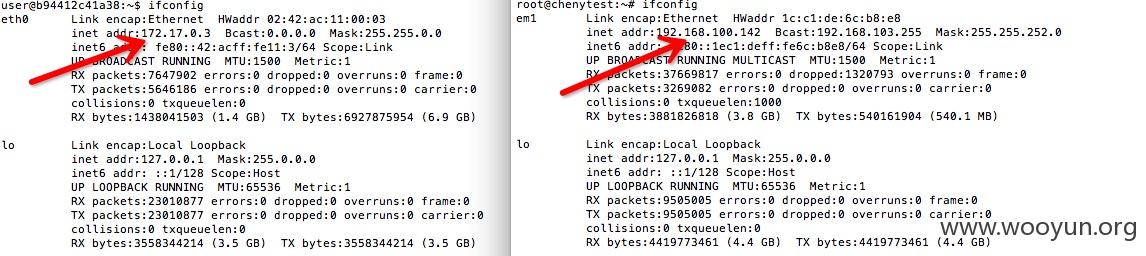 user@b94412c41a38:~$ ifconfig
eth0 Link encap:Ethernet HWaddr 02:42:ac:11:00:03
inet addr:172.17.0.3 Bcast:0.0.0.0 Mask:255.255.0.0
inet6 addr: fe80::42:acff:fe11:3/64 Scope:Link
UP BROADCAST RUNNING MTU:1500 Metric:1
RX packets:7647902 errors:0 dropped:0 overruns:0 frame:0
TX packets:5646186 errors:0 dropped:0 overruns:0 carrier:0
collisions:0 txqueuelen:0
RX bytes:1438041503 (1.4 GB) TX bytes:6927875954 (6.9 GB)
lo Link encap:Local Loopback
inet addr:127.0.0.1 Mask:255.0.0.0
inet6 addr: ::1/128 Scope:Host
UP LOOPBACK RUNNING MTU:65536 Metric:1
RX packets:23010877 errors:0 dropped:0 overruns:0 frame:0
TX packets:23010877 errors:0 dropped:0 overruns:0 carrier:0
collisions:0 txqueuelen:0
RX bytes:3558344214 (3.5 GB) TX bytes:3558344214 (3.5 GB)
root@chenytest:~# ifconfig
em1 Link encap:Ethernet HWaddr 1c:c1:de:6c:b8:e8
inet addr:192.168.100.142 Bcast:192.168.103.255 Mask:255.255.252.0
inet6 80::1ec1:deff:fe6c:b8e8/64 Scope:Link
UP BROADCAST RUNNING MULTICAST MTU:1500 Metric:1
RX packets:37669817 errors:0 dropped:1320793 overruns:0 frame:0
TX packets:3269082 errors:0 dropped:0 overruns:0 carrier:0
collisions:0 txqueuelen:1000
RX bytes:3881826818 (3.8 GB) TX bytes:540161904 (540.1 MB)
lo Link encap:Local Loopback
inet addr:127.0.0.1 Mask:255.0.0.0
inet6 addr: ::1/128 Scope:Host
UP LOOPBACK RUNNING MTU:65536 Metric:1
RX packets:9505005 errors:0 dropped:0 overruns:0 frame:0
TX packets:9505005 errors:0 dropped:0 overruns:0 carrier:0
collisions:0 txqueuelen:0
RX bytes:4419773461 (4.4 GB) TX bytes:4419773461 (4.4 GB)
www.wooyun.org